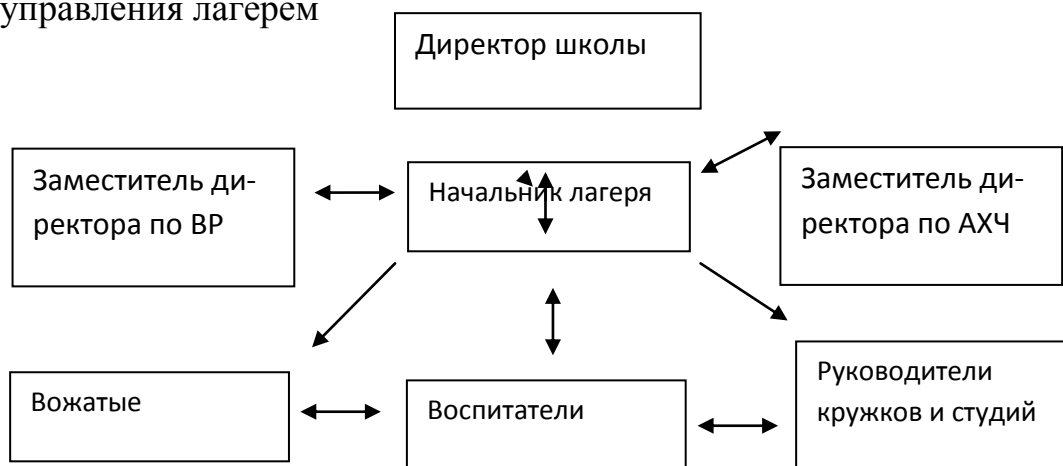 управления лагерем
Директор школы
Заместитель ди-
ректора по ВР
Начальник лагеря
Заместитель ди-
ректора по АХЧ
Вожатые
Воспитатели
Руководители
кружков и студий